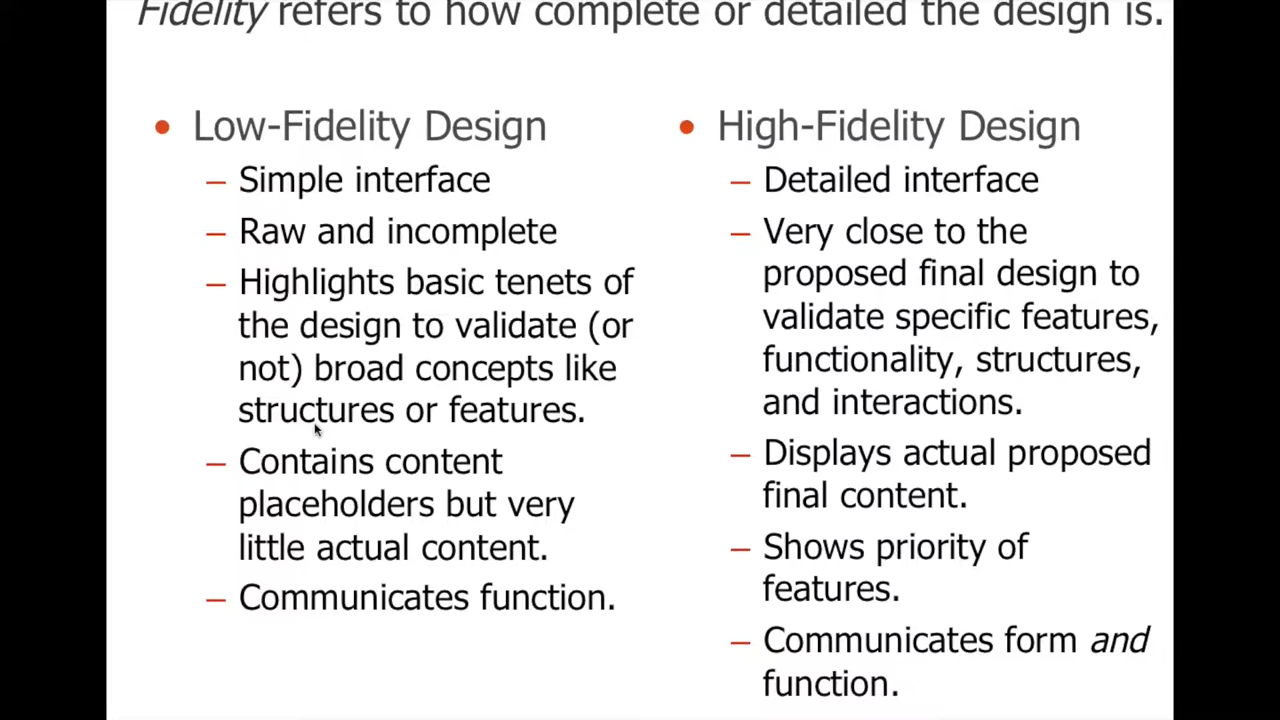 Fidelity refers to how complete or detailed the design is.
• Low-Fidelity Design
– Simple interface
– Raw and incomplete
– Highlights basic tenets of
the design to validate (or
not) broad concepts like
structures or features.
– Contains content
placeholders but very
little actual content.
– Communicates function.
• High-Fidelity Design
– Detailed interface
– Very close to the
proposed final design to
validate specific features,
functionality, structures,
and interactions.
– Displays actual proposed
final content.
– Shows priority of
features.
– Communicates form and
function.